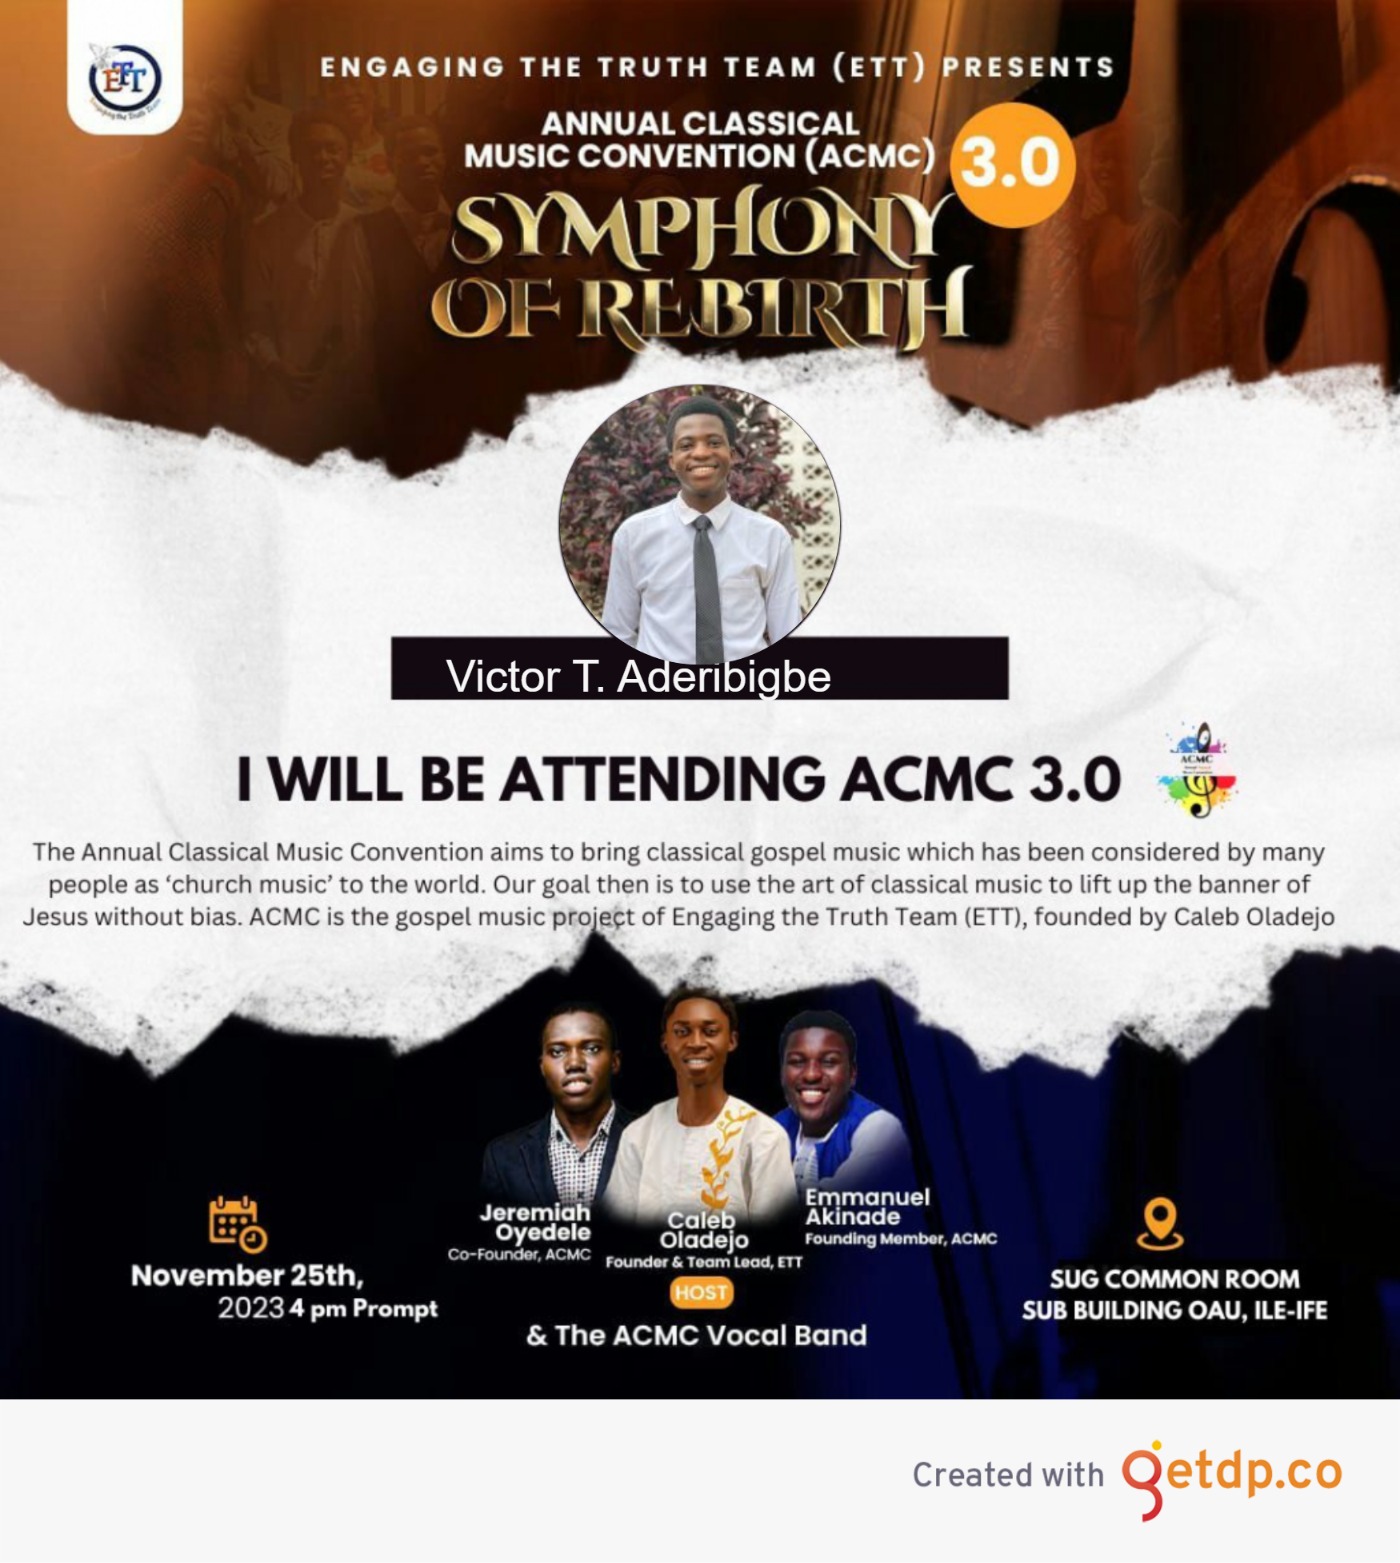 ETT
ENGAGING THE TRUTH TEAM (ETT) PRESENTS
ANNUAL CLASSICAL
MUSIC CONVENTION (ACMC)
3.0
SYMPHONY
OF REBIRTH
Victor T. Aderibigbe
I WILL BE ATTENDING ACMC 3.0
ACMC
The Annual Classical Music Convention aims to bring classical gospel music which has been considered by many
people as ‘church music’ to the world. Our goal then is to use the art of classical music to lift up the banner of
Jesus without bias. ACMC is the gospel music project of Engaging the Truth Team (ETT), founded by Caleb Oladejo
Jeremiah
Oyedele
Co-Founder, ACMC
Caleb
Oladejo
Founder & Team Lead, ETT
HOST
Emmanuel
Akinade
Founding Member, ACMC
& The ACMC Vocal Band
November 25th,
2023 4 pm Prompt
SUG COMMON ROOM
SUB BUILDING OAU, ILE-IFE
Created with getdp.co